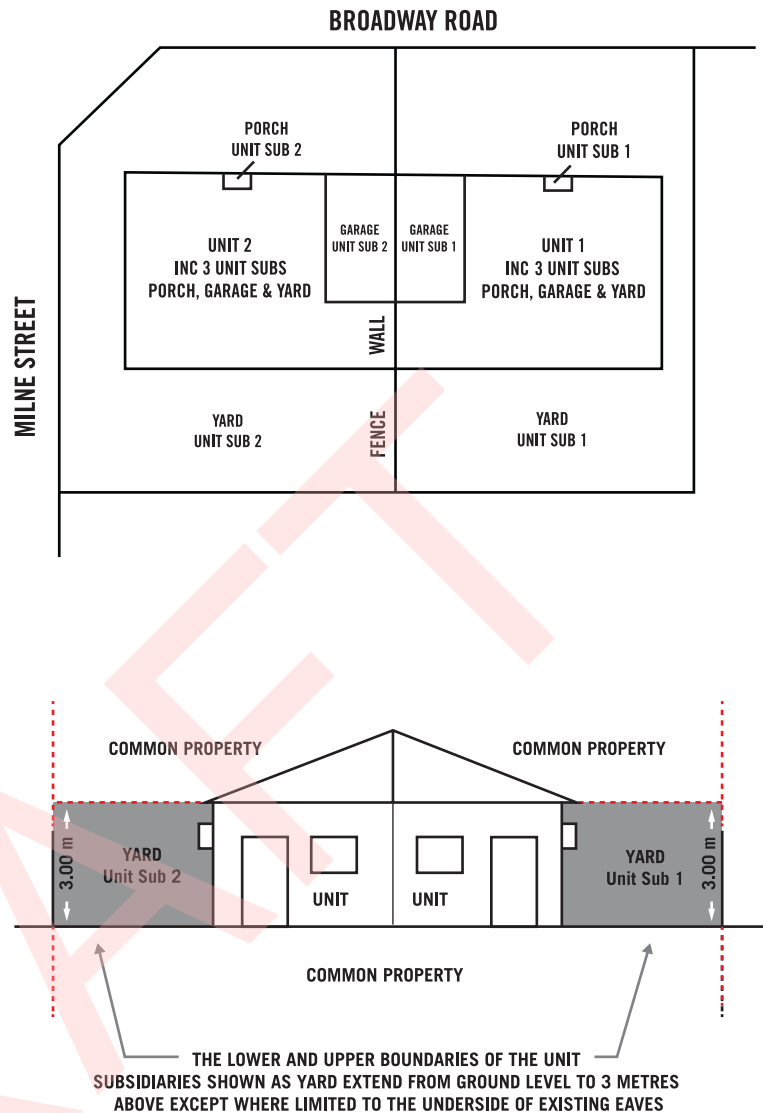 BROADWAY ROAD
PORCH
UNIT SUB 2
PORCH
UNIT SUB 1
GARAGE
UNIT SUB 2
GARAGE
UNIT SUB 1
UNIT 2
INC 3 UNIT SUBS
PORCH, GARAGE & YARD
UNIT 1
INC 3 UNIT SUBS
PORCH, GARAGE & YARD
MILNE STREET
WALL
FENCE
YARD
UNIT SUB 2
YARD
UNIT SUB 1
COMMON PROPERTY
COMMON PROPERTY
3.00 m
YARD
Unit Sub 2
UNIT
UNIT
YARD
Unit Sub 1
3.00 m
COMMON PROPERTY
THE LOWER AND UPPER BOUNDARIES OF THE UNIT
SUBSIDIARIES SHOWN AS YARD EXTEND FROM GROUND LEVEL TO 3 METRES
ABOVE EXCEPT WHERE LIMITED TO THE UNDERSIDE OF EXISTING EAVES
AFT